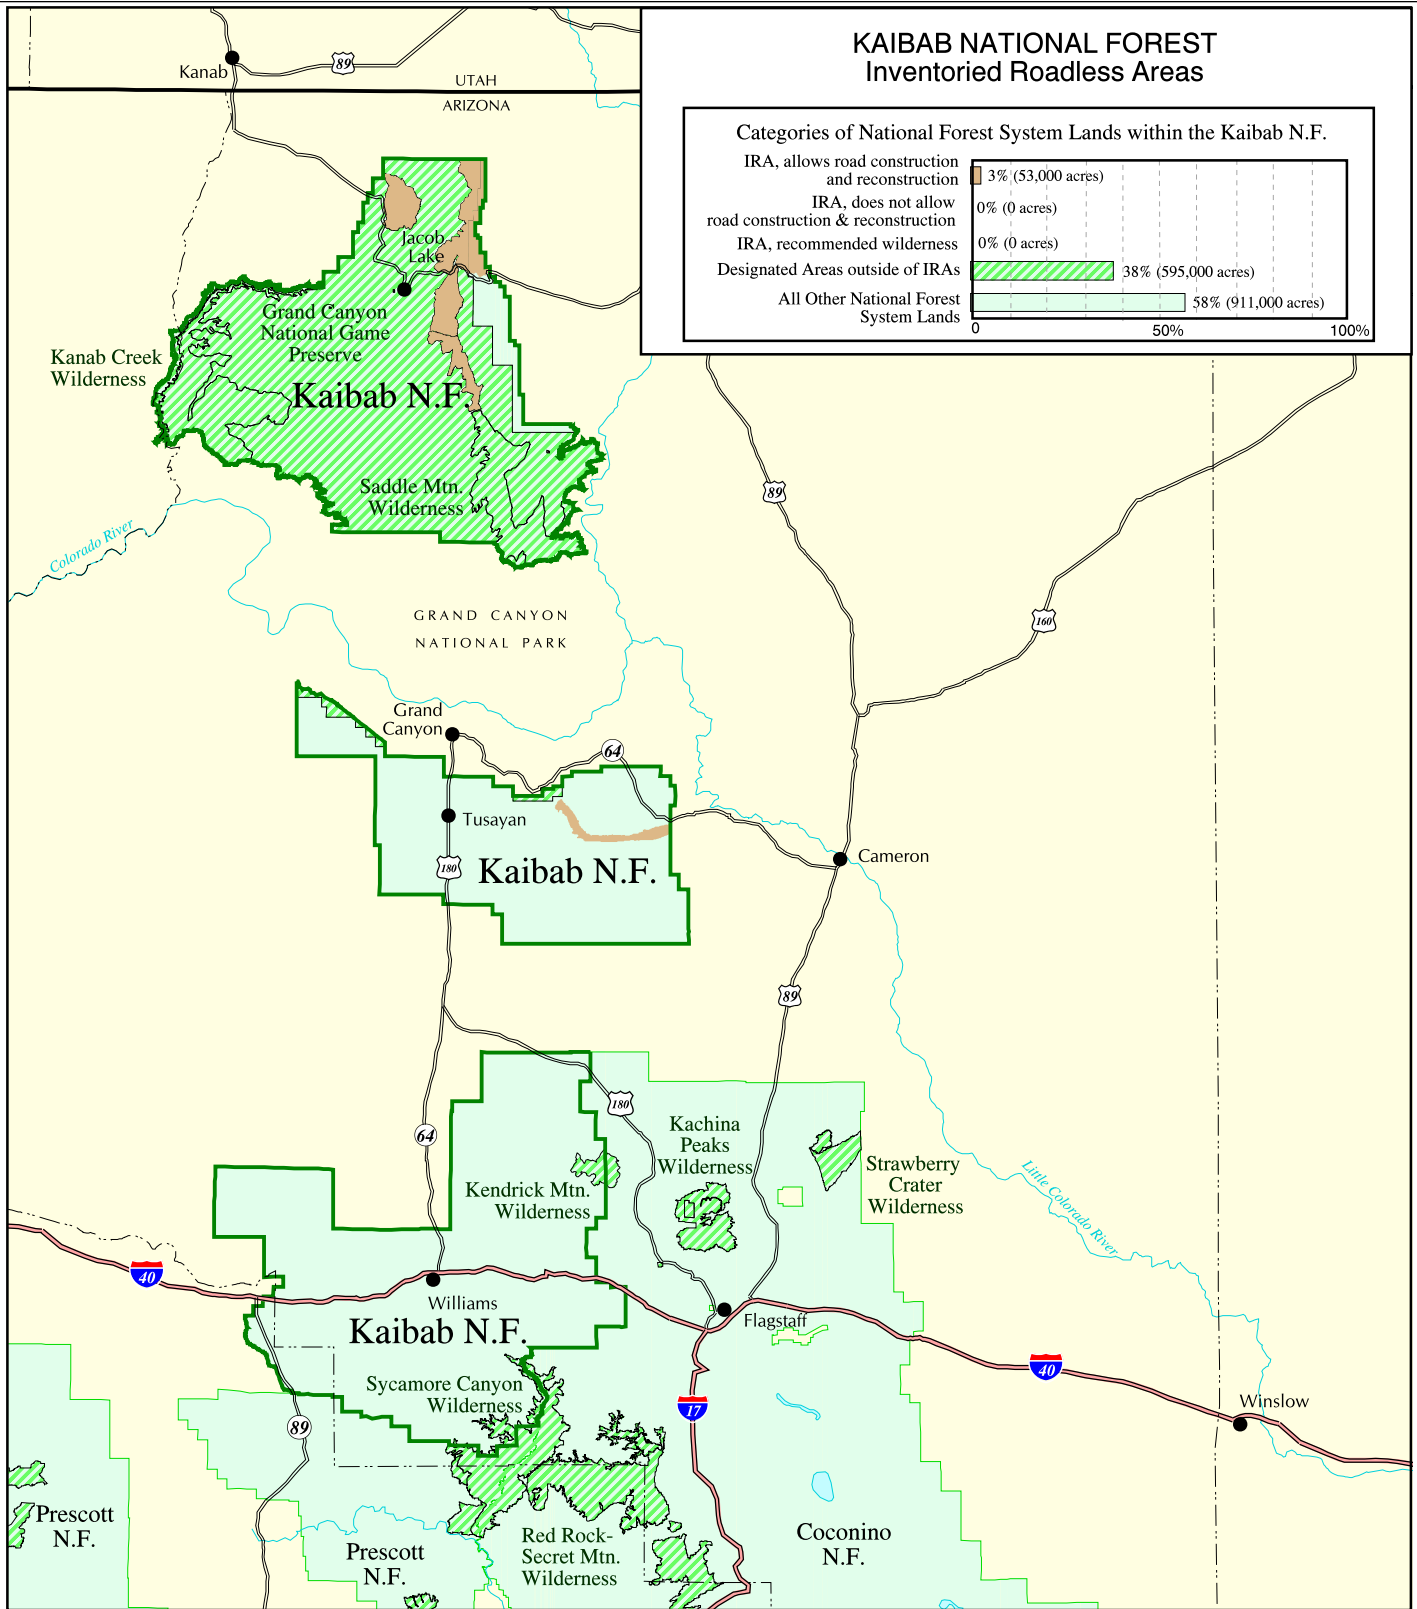 KAIBAB NATIONAL FOREST
Inventoried Roadless Areas
Categories of National Forest System Lands within the Kaibab N.F.
IRA, allows road construction
and reconstruction
3% (53,000 acres)
IRA, does not allow
road construction & reconstruction
0% (0 acres)
IRA, recommended wilderness
0% (0 acres)
Designated Areas outside of IRAs
38% (595,000 acres)
All Other National Forest
System Lands
58% (911,000 acres)
0
50%
100%
Kanab
89
UTAH
ARIZONA
Jacob
Lake
Grand Canyon
National Game
Preserve
Kanab Creek
Wilderness
Kaibab N.F.
Saddle Mtn.
Wilderness
Colorado River
89
GRAND CANYON
NATIONAL PARK
160
Grand
Canyon
64
Tusayan
180
Kaibab N.F.
Cameron
89
180
64
Kachina
Peaks
Wilderness
Strawberry
Crater
Wilderness
Kendrick Mtn.
Wilderness
Little Colorado River
40
Williams
Kaibab N.F.
Flagstaff
40
Sycamore Canyon
Wilderness
17
Winslow
89
Prescott
N.F.
Prescott
N.F.
Red Rock-
Secret Mtn.
Wilderness
Coconino
N.F.